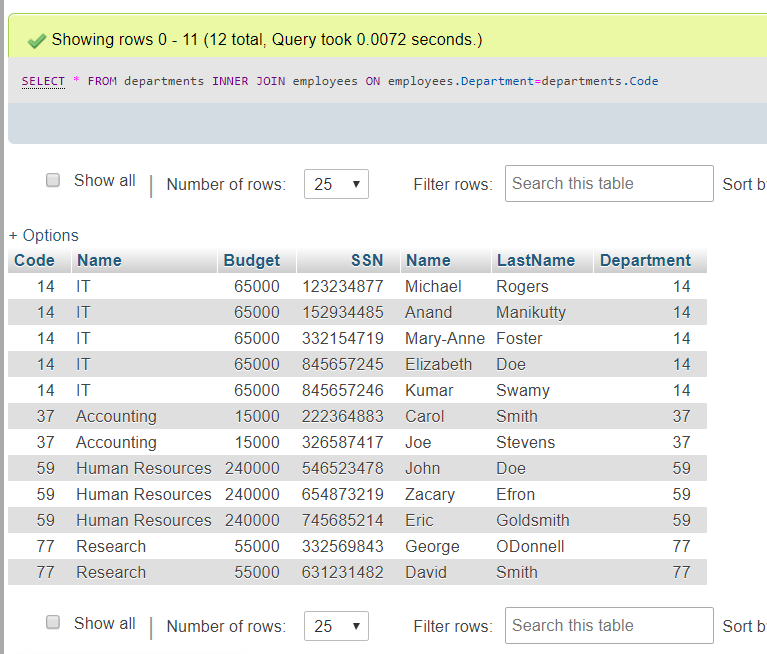 Showing rows 0 - 11 (12 total, Query took 0.0072 seconds.)
SELECT * FROM departments INNER JOIN employees ON employees.Department=departments.Code
Show all | Number of rows: 25 Filter rows: Search this table Sort b
+ Options
Code Name Budget SSN Name LastName Department
14 IT 65000 123234877 Michael Rogers 14
14 IT 65000 152934485 Anand Manikutty 14
14 IT 65000 332154719 Mary-Anne Foster 14
14 IT 65000 845657245 Elizabeth Doe 14
14 IT 65000 845657246 Kumar Swamy 14
37 Accounting 15000 222364883 Carol Smith 37
37 Accounting 15000 326587417 Joe Stevens 37
59 Human Resources 240000 546523478 John Doe 59
59 Human Resources 240000 654873219 Zacary Efron 59
59 Human Resources 240000 745685214 Eric Goldsmith 59
77 Research 55000 332569843 George ODonnell 77
77 Research 55000 631231482 David Smith 77
Show all | Number of rows: 25 Filter rows: Search this table Sort b